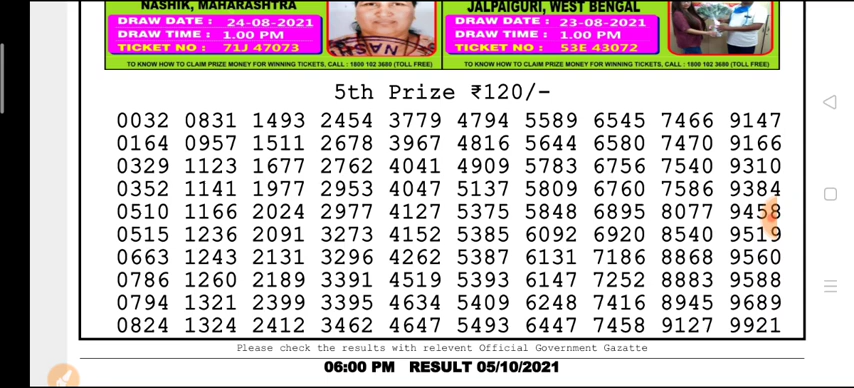 NASHIK, MAHARASHTRA
DRAW DATE : 24-08-2021
DRAW TIME : 1.00 PM
TICKET NO : 71J 47073
JALPAIGURI, WEST BENGAL
DRAW DATE : 23-08-2021
DRAW TIME : 1.00 PM
TICKET NO : 53E 43072
TO KNOW HOW TO CLAIM PRIZE MONEY FOR WINNING TICKETS, CALL : 1800 102 3680 (TOLL FREE)
TO KNOW HOW TO CLAIM PRIZE MONEY FOR WINNING TICKETS, CALL : 1800 102 3680 (TOLL FREE)
5th Prize ₹120/-
0032 0831 1493 2454 3779 4794 5589 6545 7466 9147
0164 0957 1511 2678 3967 4816 5644 6580 7470 9166
0329 1123 1677 2762 4041 4909 5783 6756 7540 9310
0352 1141 1977 2953 4047 5137 5809 6760 7586 9384
0510 1166 2024 2977 4127 5375 5848 6895 8077 9458
0515 1236 2091 3273 4152 5385 6092 6920 8540 9519
0663 1243 2131 3296 4262 5387 6131 7186 8868 9560
0786 1260 2189 3391 4519 5393 6147 7252 8883 9588
0794 1321 2399 3395 4634 5409 6248 7416 8945 9689
0824 1324 2412 3462 4647 5493 6447 7458 9127 9921
Please check the results with relevent Official Government Gazatte
06:00 PM RESULT 05/10/2021